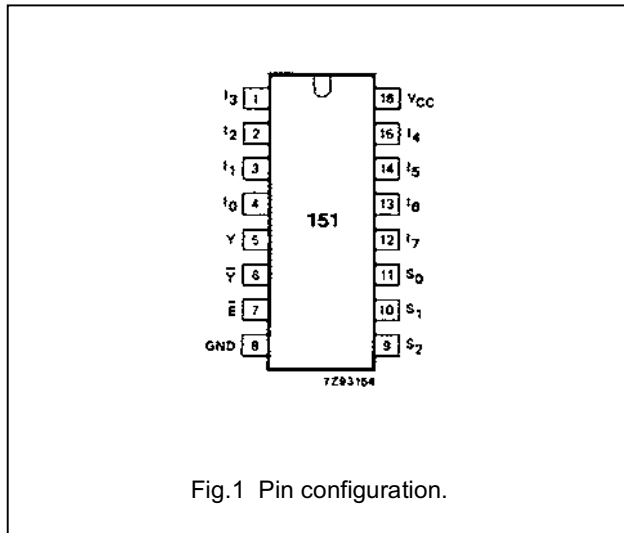 I3 1 16 VCC
I2 2 15 I4
I1 3 14 I5
I0 4 13 I6
151
Y 5 12 I7
Y̅ 6 11 S0
E̅ 7 10 S1
GND 8 9 S2
7Z93154
Fig.1 Pin configuration.